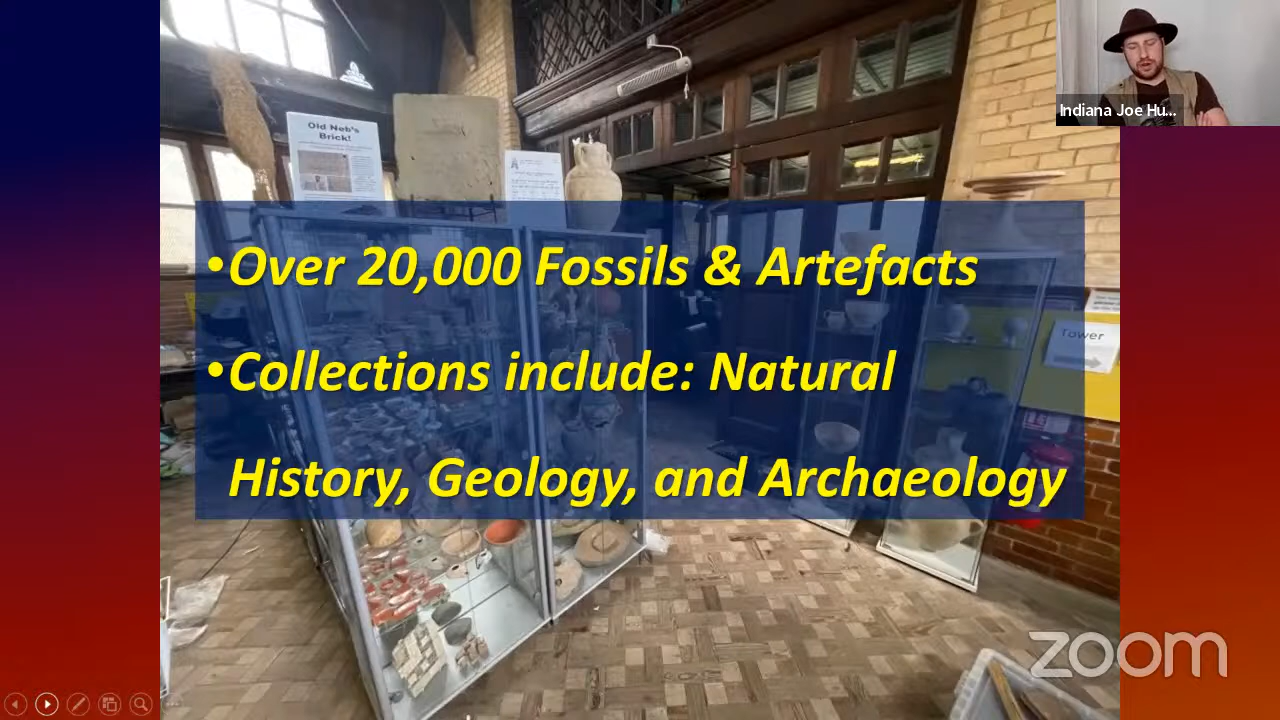 Indiana Joe Hu...
Old Neb's
Brick!
•Over 20,000 Fossils & Artefacts
•Collections include: Natural
History, Geology, and Archaeology
Tower
zoom